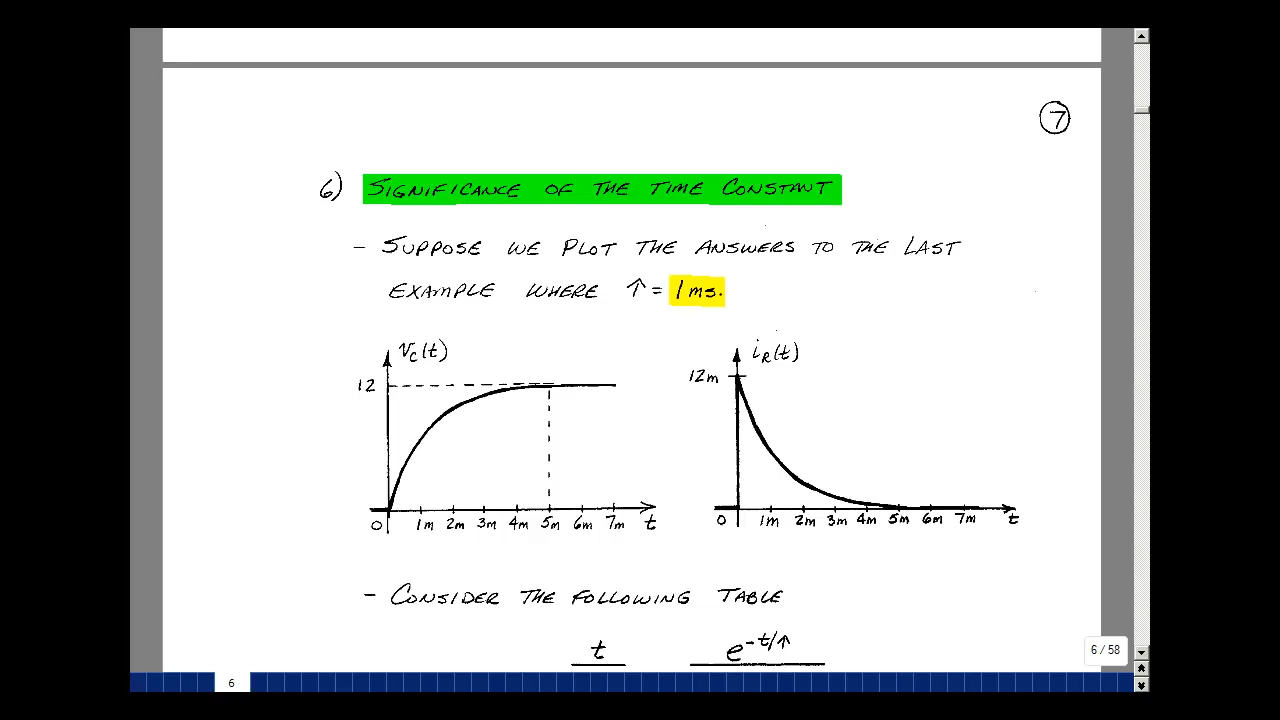 7
6) SIGNIFICANCE OF THE TIME CONSTANT
- SUPPOSE WE PLOT THE ANSWERS TO THE LAST
EXAMPLE WHERE ↑ = 1ms.
Vc(t)
12
0 1m 2m 3m 4m 5m 6m 7m t
iR(t)
12m
0 1m 2m 3m 4m 5m 6m 7m t
- CONSIDER THE FOLLOWING TABLE
t e^-t/↑
6 / 58
6